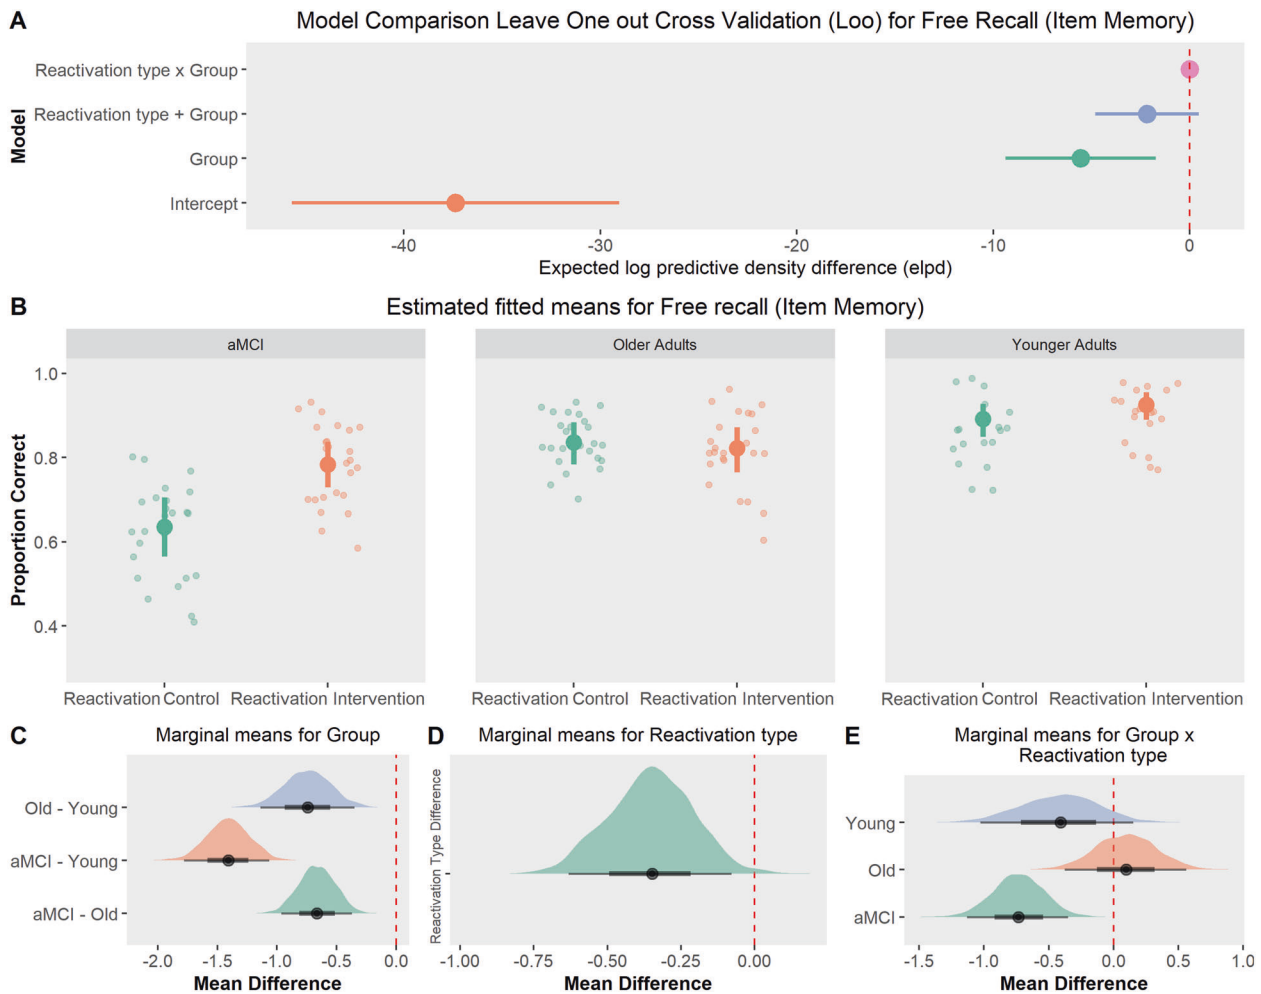 A
Model Comparison Leave One out Cross Validation (Loo) for Free Recall (Item Memory)
Model
Reactivation type x Group
Reactivation type + Group
Group
Intercept
-40
-30
-20
-10
0
Expected log predictive density difference (elpd)
B
Estimated fitted means for Free recall (Item Memory)
aMCI
Older Adults
Younger Adults
Proportion Correct
1.0
0.8
0.6
0.4
Reactivation Control
Reactivation Intervention
Reactivation Control
Reactivation Intervention
Reactivation Control
Reactivation Intervention
C
Marginal means for Group
Old - Young
aMCI - Young
aMCI - Old
-2.0
-1.5
-1.0
-0.5
0.0
Mean Difference
D
Marginal means for Reactivation type
Reactivation Type Difference
-1.00
-0.75
-0.50
-0.25
0.00
Mean Difference
E
Marginal means for Group x
Reactivation type
Young
Old
aMCI
-1.5
-1.0
-0.5
0.0
0.5
1.0
Mean Difference